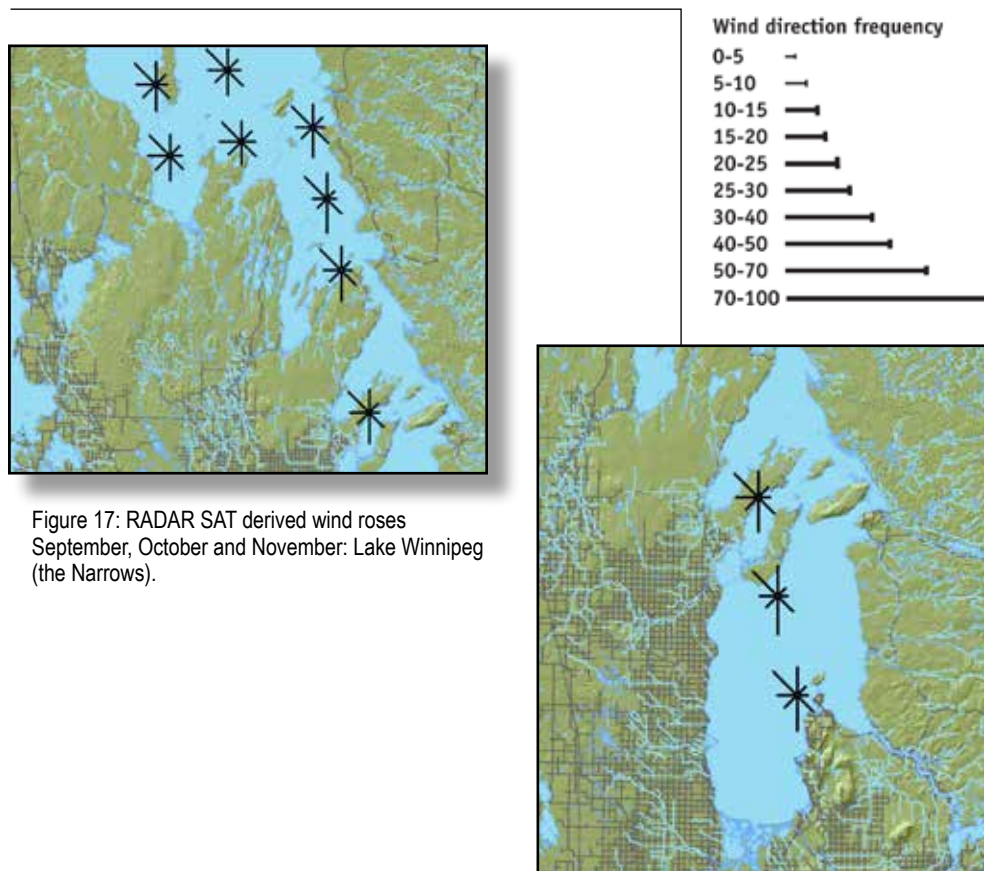 Wind direction frequency
0-5
5-10
10-15
15-20
20-25
25-30
30-40
40-50
50-70
70-100
Figure 17: RADAR SAT derived wind roses
September, October and November: Lake Winnipeg
(the Narrows).